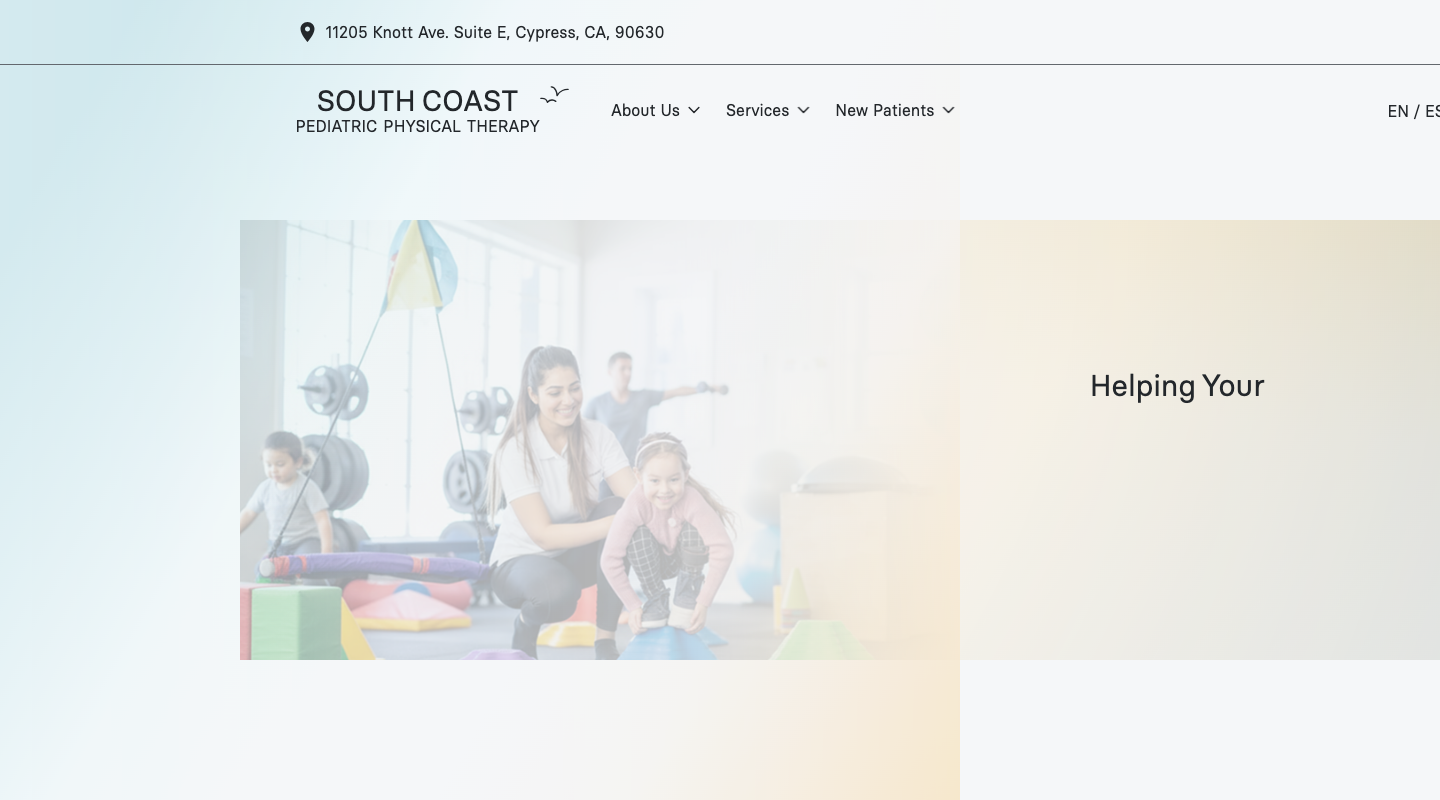 11205 Knott Ave. Suite E, Cypress, CA, 90630
SOUTH COAST
PEDIATRIC PHYSICAL THERAPY
About Us
Services
New Patients
EN / ES
Helping Your